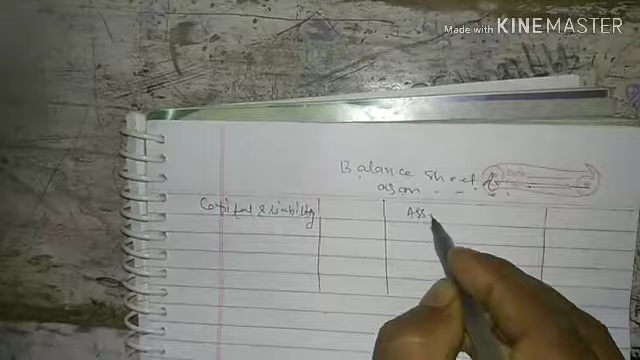 Made with KINEMASTER
Balance sheet
as on - - - -
Capital & liability Ass